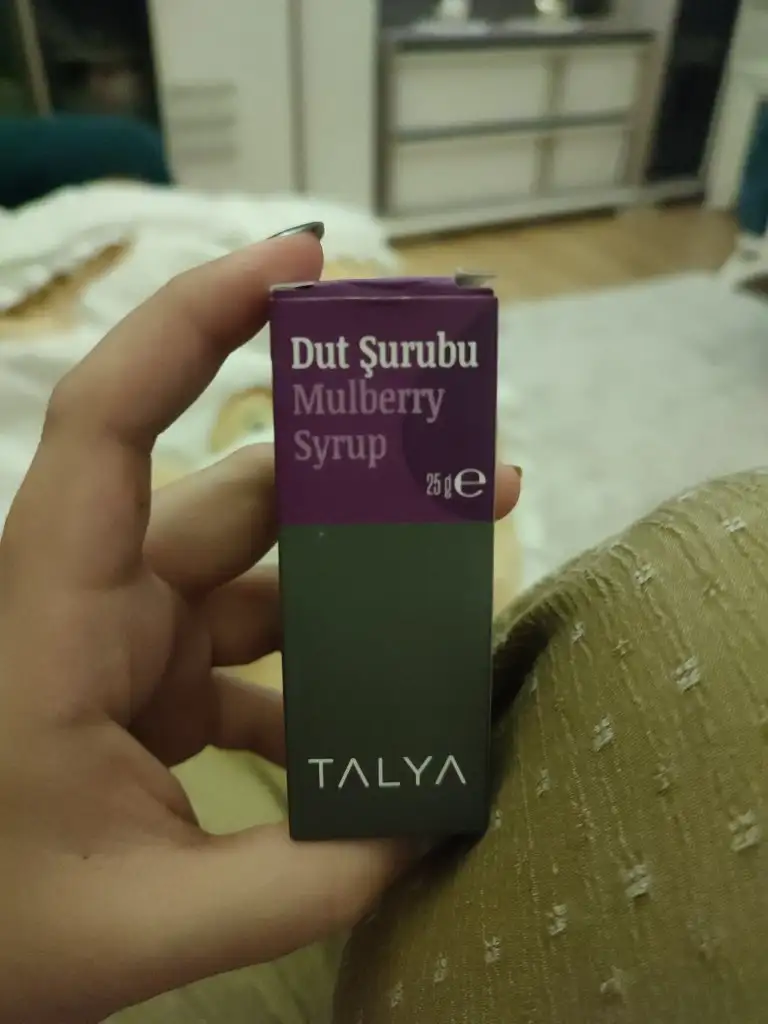 Dut Şurubu
Mulberry
Syrup
25 g ℮
TALYA